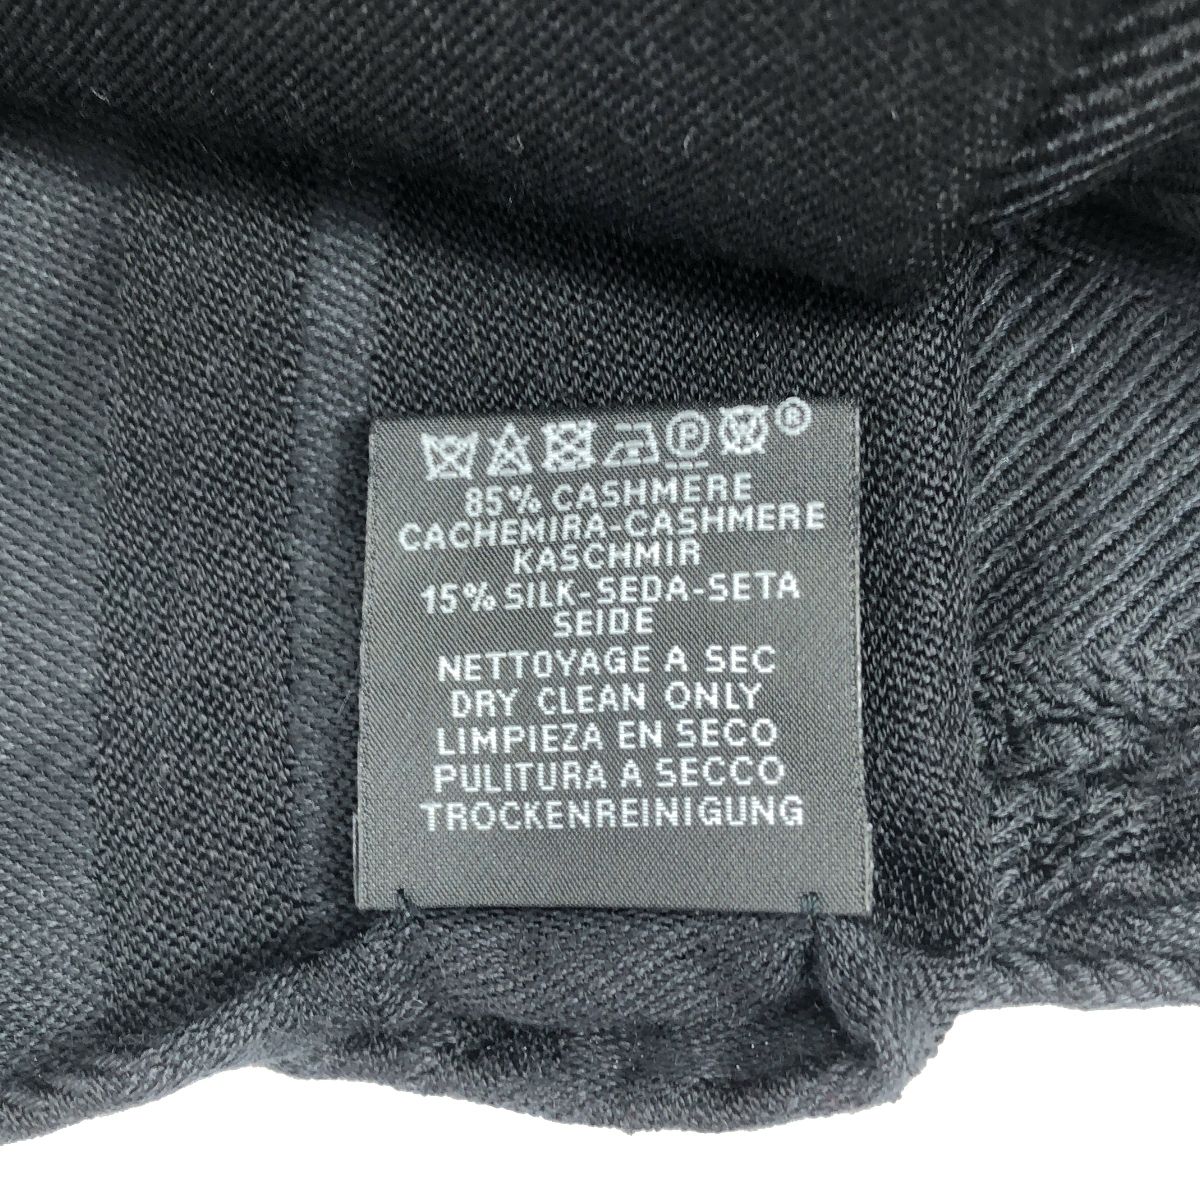 P W ®
85% CASHMERE
CACHEMIRA-CASHMERE
KASCHMIR
15% SILK-SEDA-SETA
SEIDE
NETTOYAGE A SEC
DRY CLEAN ONLY
LIMPIEZA EN SECO
PULITURA A SECCO
TROCKENREINIGUNG